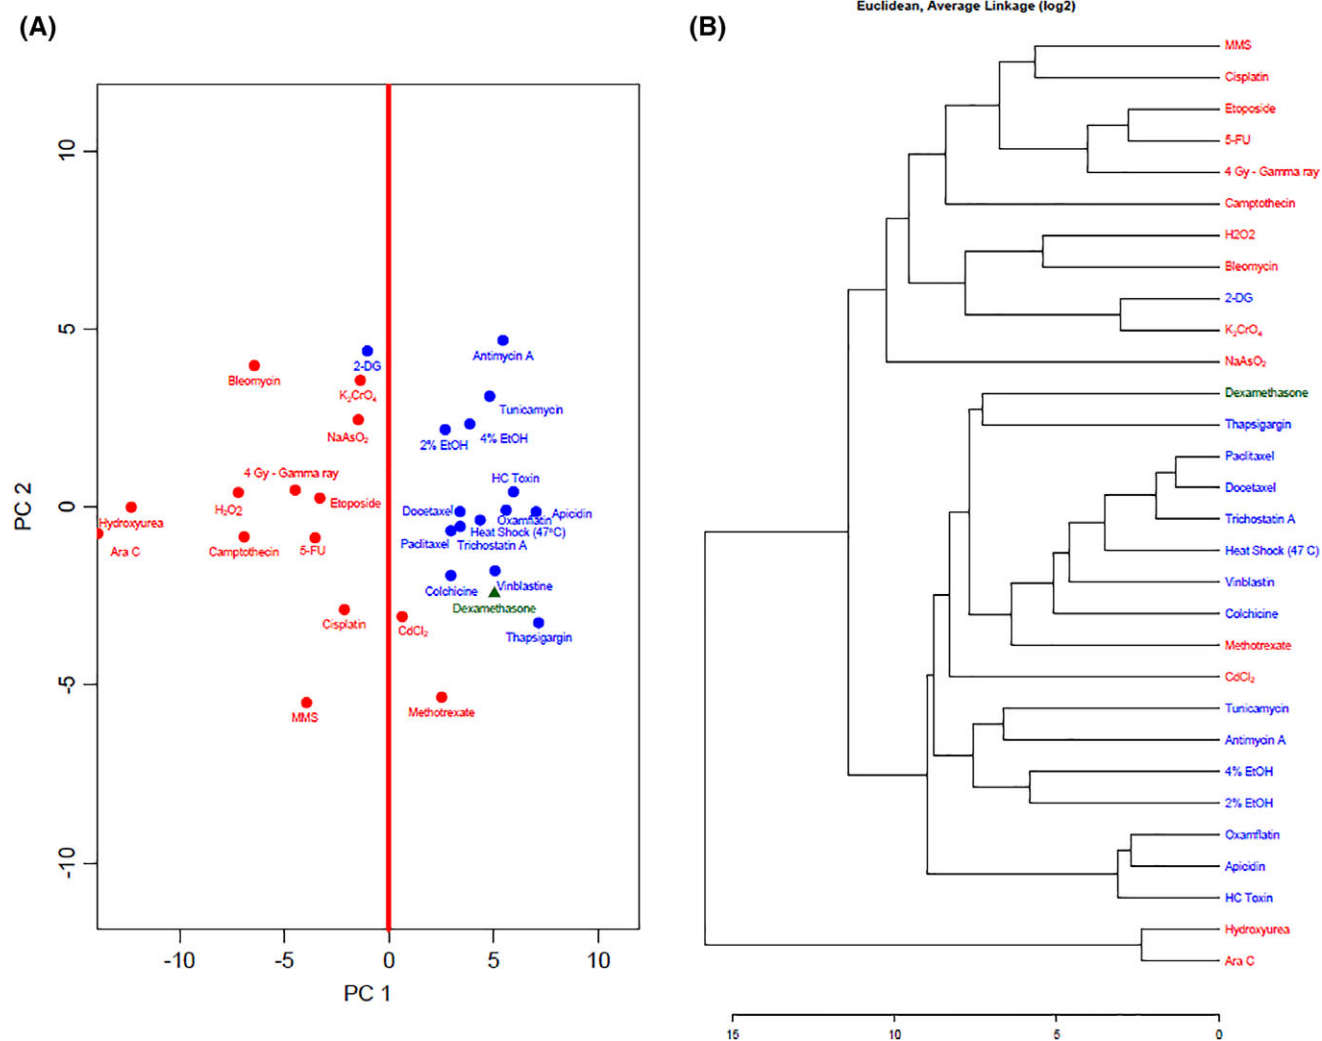 (A)
10
5
0
-5
-10
PC 2
Antimycin A
2-DG
Bleomycin
K₂CrO₄
Tunicamycin
NaAsO₂
2% EtOH
4% EtOH
4 Gy - Gamma ray
HC Toxin
H₂O2
Etoposide
Docetaxel
Oxamflatin
Apicidin
Hydroxyurea
Heat Shock (47ºC)
Ara C
Camptothecin
5-FU
Paclitaxel
Trichostatin A
Colchicine
Vinblastine
Dexamethasone
Cisplatin
CdCl₂
Thapsigargin
MMS
Methotrexate
-10
-5
0
5
10
PC 1
(B)
Euclidean, Average Linkage (log2)
MMS
Cisplatin
Etoposide
5-FU
4 Gy - Gamma ray
Camptothecin
H2O2
Bleomycin
2-DG
K₂CrO₄
NaAsO₂
Dexamethasone
Thapsigargin
Paclitaxel
Docetaxel
Trichostatin A
Heat Shock (47 C)
Vinblastin
Colchicine
Methotrexate
CdCl₂
Tunicamycin
Antimycin A
4% EtOH
2% EtOH
Oxamflatin
Apicidin
HC Toxin
Hydroxyurea
Ara C
15
10
5
0